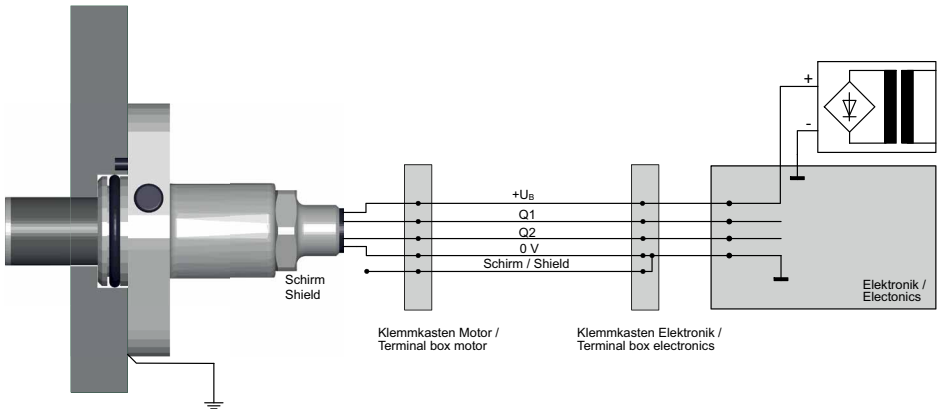 +
-
+UB
Q1
Q2
0 V
Schirm / Shield
Schirm
Shield
Elektronik /
Electonics
Klemmkasten Motor /
Terminal box motor
Klemmkasten Elektronik /
Terminal box electronics